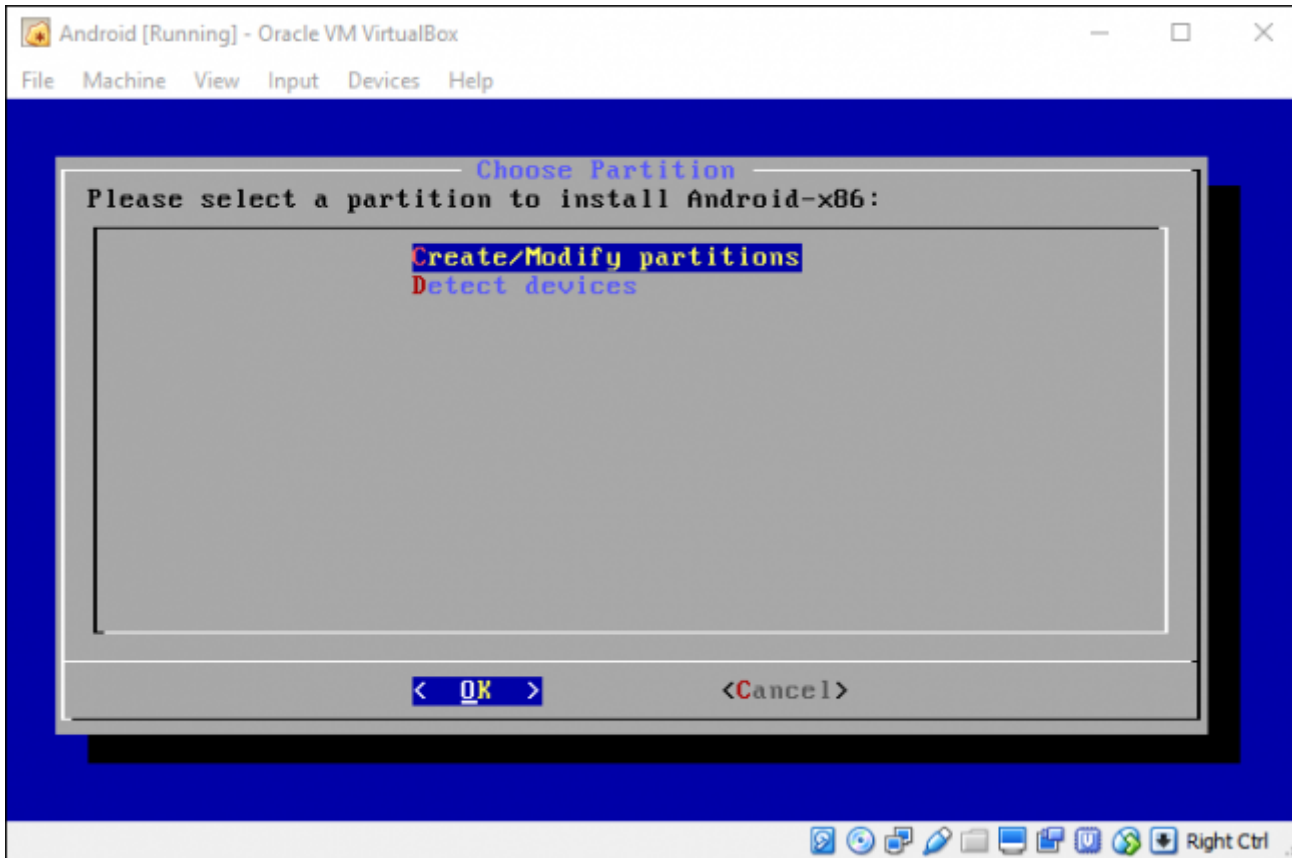 Android [Running] - Oracle VM VirtualBox
File Machine View Input Devices Help
Choose Partition
Please select a partition to install Android-x86:
Create/Modify partitions
Detect devices
< OK > <Cancel>
Right Ctrl